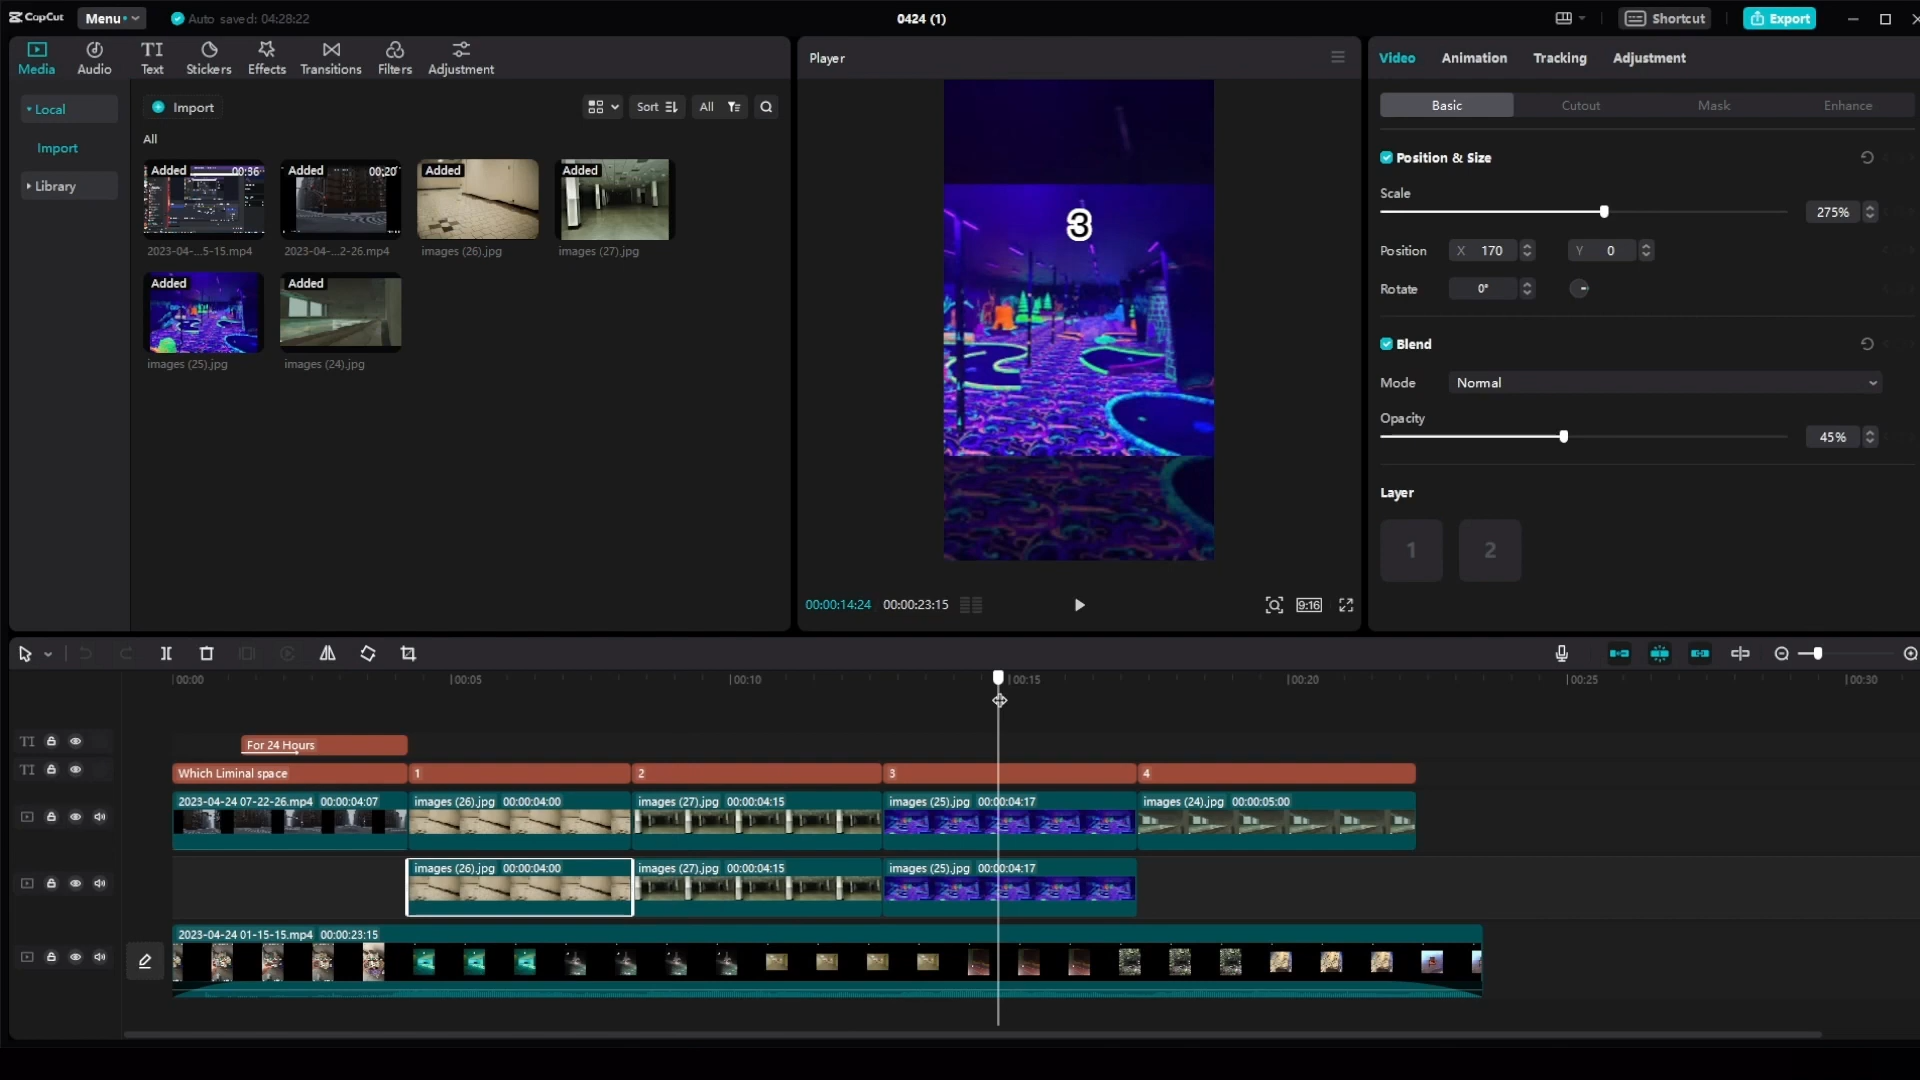 CapCut
Menu
Auto saved: 04:28:22
0424 (1)
Shortcut
Export
Media
Audio
TI
Text
Stickers
Effects
Transitions
Filters
Adjustment
Player
Video
Animation
Tracking
Adjustment
Local
Import
Library
Import
Sort
All
All
Added 00:36
2023-04-...5-15.mp4
Added 00:20
2023-04-...2-26.mp4
Added
images (26).jpg
Added
images (27).jpg
Added
images (25).jpg
Added
images (24).jpg
3
00:00:14:24
00:00:23:15
9:16
Basic
Cutout
Mask
Enhance
Position & Size
Scale
275%
Position
X 170
Y 0
Rotate
0°
Blend
Mode
Normal
Opacity
45%
Layer
1
2
00:00
00:05
00:10
00:15
00:20
00:25
00:30
TI
For 24 Hours
TI
Which Liminal space
1
2
3
4
2023-04-24 07-22-26.mp4 00:00:04:07
images (26).jpg 00:00:04:00
images (27).jpg 00:00:04:15
images (25).jpg 00:00:04:17
images (24).jpg 00:00:05:00
images (26).jpg 00:00:04:00
images (27).jpg 00:00:04:15
images (25).jpg 00:00:04:17
2023-04-24 01-15-15.mp4 00:00:23:15